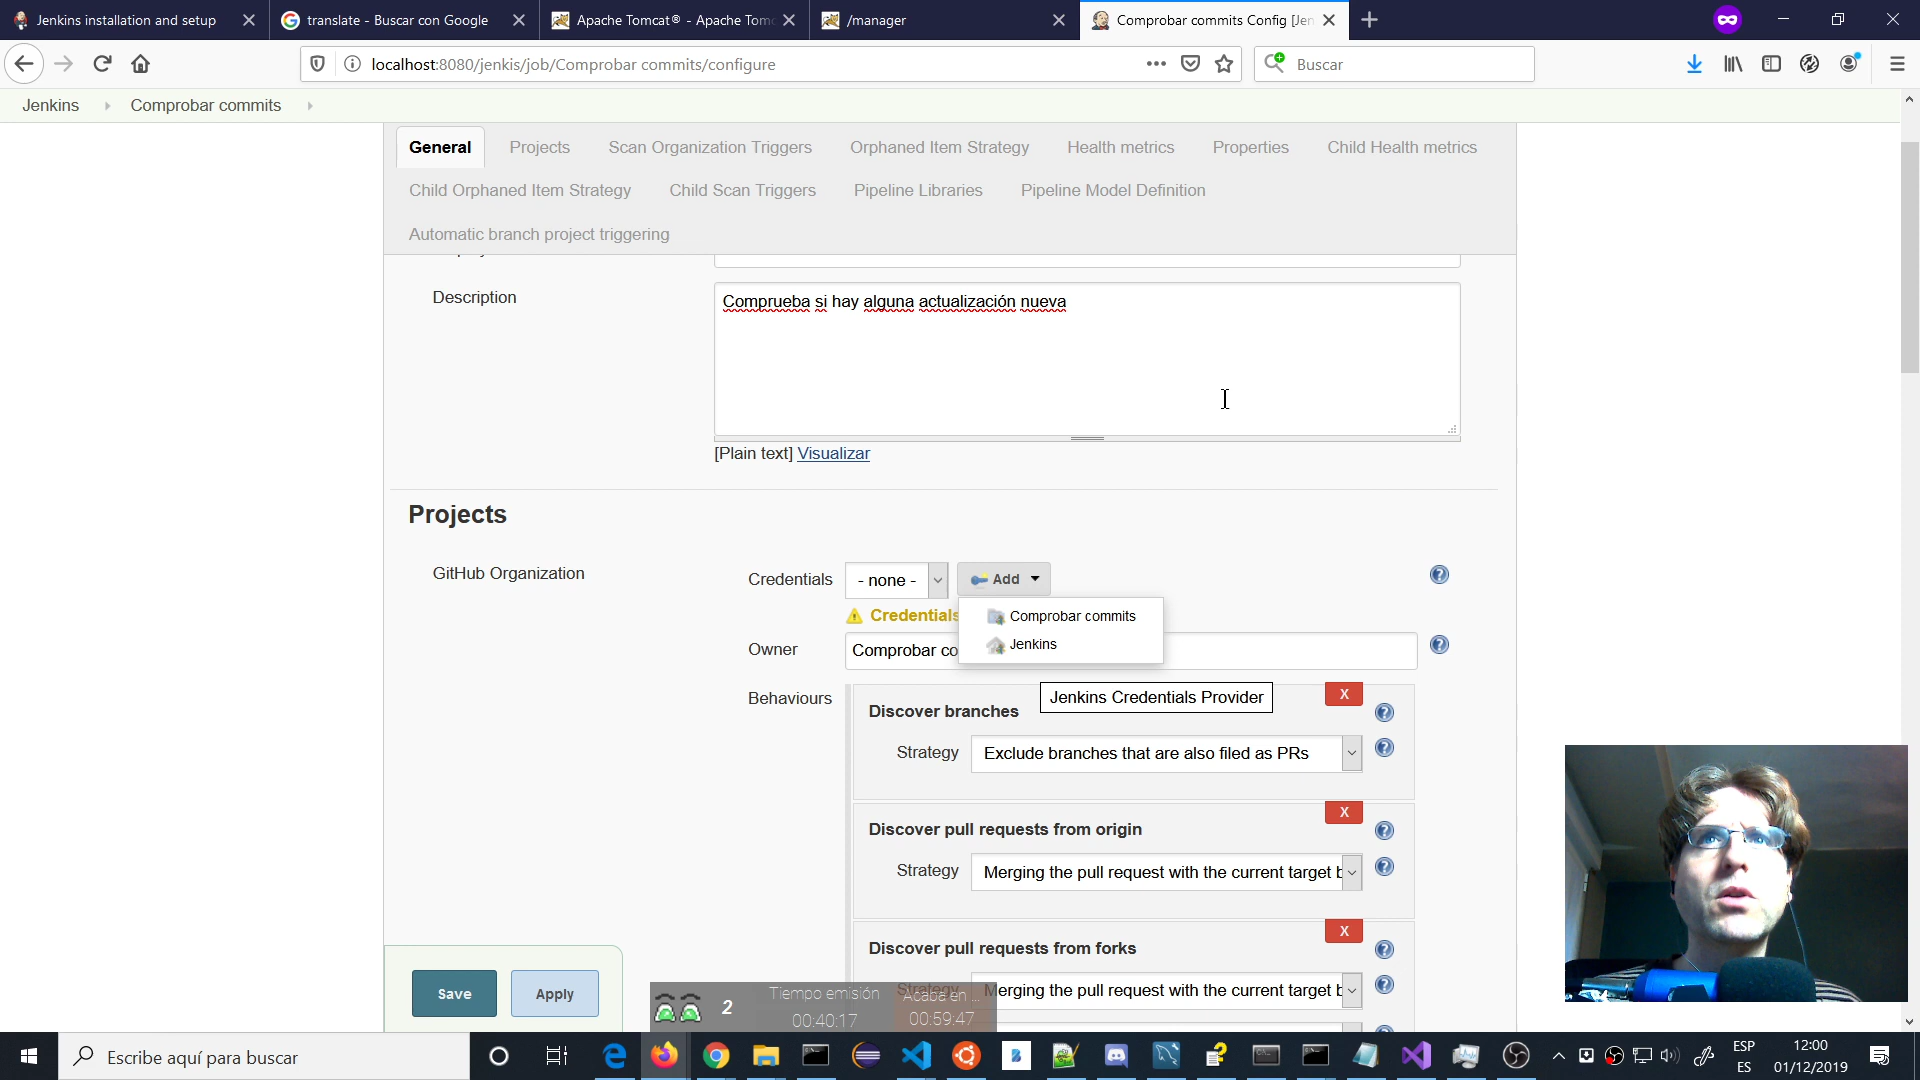 Jenkins installation and setup
translate - Buscar con Google
Apache Tomcat® - Apache Tom
/manager
Comprobar commits Config [Jen
localhost:8080/jenkis/job/Comprobar commits/configure
Buscar
Jenkins
Comprobar commits
General
Projects
Scan Organization Triggers
Orphaned Item Strategy
Health metrics
Properties
Child Health metrics
Child Orphaned Item Strategy
Child Scan Triggers
Pipeline Libraries
Pipeline Model Definition
Automatic branch project triggering
Description
Comprueba si hay alguna actualización nueva
[Plain text] Visualizar
Projects
GitHub Organization
Credentials
- none -
Add
Credentials
Comprobar commits
Jenkins
Owner
Comprobar co
Behaviours
Jenkins Credentials Provider
X
Discover branches
Strategy
Exclude branches that are also filed as PRs
X
Discover pull requests from origin
Strategy
Merging the pull request with the current target b
X
Discover pull requests from forks
Strategy
Merging the pull request with the current target b
Save
Apply
2
Tiempo emisión
00:40:17
Acaba en ...
00:59:47
Escribe aquí para buscar
ESP
ES
12:00
01/12/2019